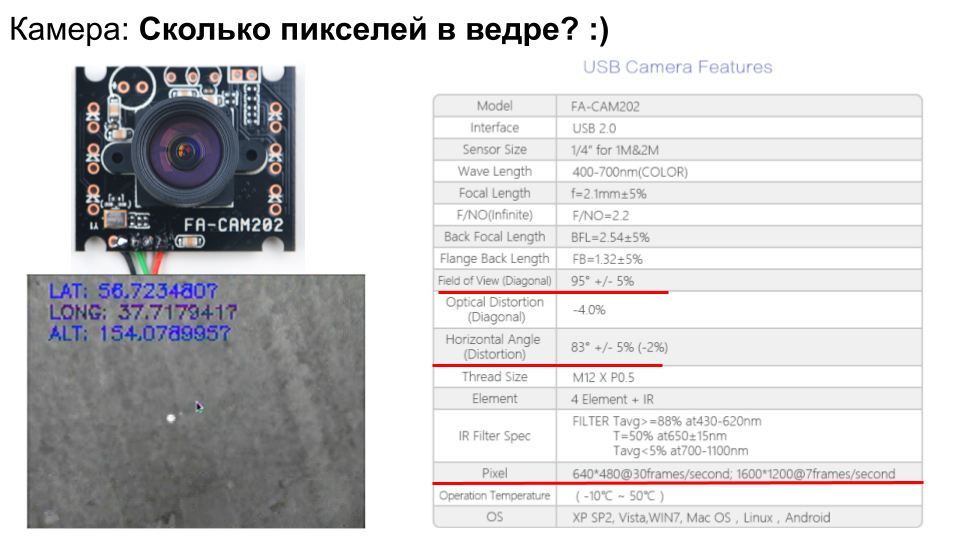 Камера: Сколько пикселей в ведре? :)
FA-CAM202
LAT: 56.7234807
LONG: 37.7179417
ALT: 154.0789957
USB Camera Features
Model FA-CAM202
Interface USB 2.0
Sensor Size 1/4" for 1M&2M
Wave Length 400-700nm(COLOR)
Focal Length f=2.1mm±5%
F/NO(Infinite) F/NO=2.2
Back Focal Length BFL=2.54±5%
Flange Back Length FB=1.32±5%
Field of View (Diagonal) 95° +/- 5%
Optical Distortion
(Diagonal) -4.0%
Horizontal Angle
(Distortion) 83° +/- 5% (-2%)
Thread Size M12 X P0.5
Element 4 Element + IR
IR Filter Spec FILTER Tavg>=88% at430-620nm
T=50% at650±15nm
Tavg<5% at700-1100nm
Pixel 640*480@30frames/second; 1600*1200@7frames/second
Operation Temperature ( -10℃ ~ 50℃ )
OS XP SP2, Vista,WIN7, Mac OS , Linux , Android